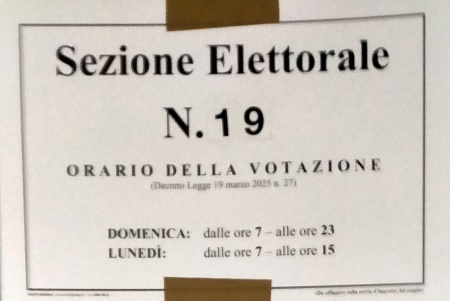 Sezione Elettorale
N. 19
ORARIO DELLA VOTAZIONE
(Decreto Legge 19 marzo 2025 n. 27)
DOMENICA: dalle ore 7 – alle ore 23
LUNEDÌ: dalle ore 7 – alle ore 15